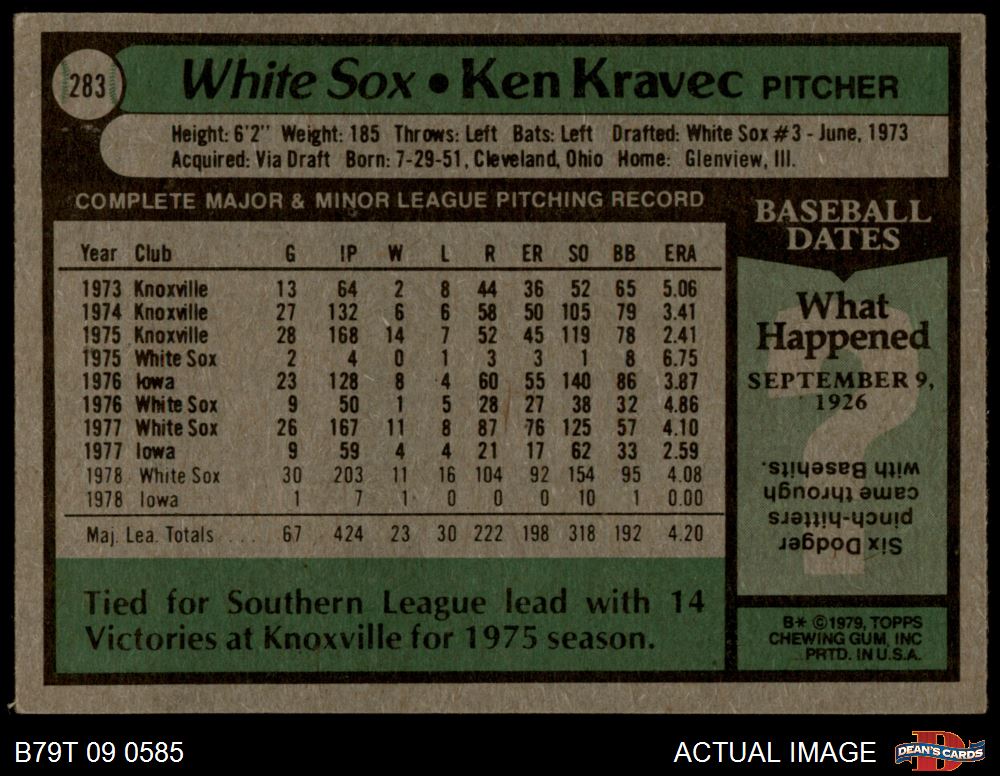 283
White Sox • Ken Kravec PITCHER
Height: 6'2" Weight: 185 Throws: Left Bats: Left Drafted: White Sox #3 - June, 1973
Acquired: Via Draft Born: 7-29-51, Cleveland, Ohio Home: Glenview, Ill.
COMPLETE MAJOR & MINOR LEAGUE PITCHING RECORD
Year Club G IP W L R ER SO BB ERA
1973 Knoxville 13 64 2 8 44 36 52 65 5.06
1974 Knoxville 27 132 6 6 58 50 105 79 3.41
1975 Knoxville 28 168 14 7 52 45 119 78 2.41
1975 White Sox 2 4 0 1 3 3 1 8 6.75
1976 Iowa 23 128 8 4 60 55 140 86 3.87
1976 White Sox 9 50 1 5 28 27 38 32 4.86
1977 White Sox 26 167 11 8 87 76 125 57 4.10
1977 Iowa 9 59 4 4 21 17 62 33 2.59
1978 White Sox 30 203 11 16 104 92 154 95 4.08
1978 Iowa 1 7 1 0 0 0 10 1 0.00
Maj. Lea. Totals . . . 67 424 23 30 222 198 318 192 4.20
Tied for Southern League lead with 14
Victories at Knoxville for 1975 season.
BASEBALL
DATES
What
Happened
SEPTEMBER 9,
1926
?
Six Dodger
pinch-hitters
came through
with Basehits.
B* ©1979, TOPPS
CHEWING GUM, INC
PRTD. IN U.S.A.
B79T 09 0585
ACTUAL IMAGE
D
DEAN'S CARDS